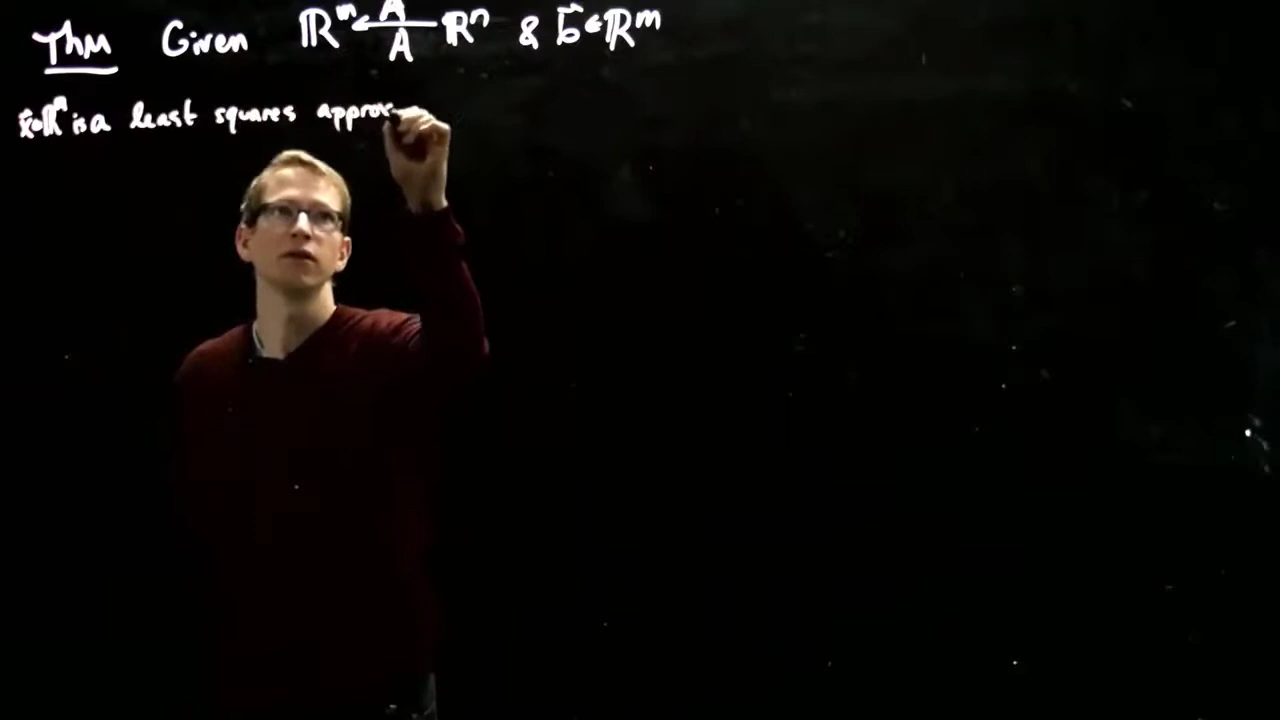 Thm Given ℝᵐ ←A/A— ℝⁿ & b⃗ ∈ ℝᵐ
x⃗ ∈ ℝⁿ is a least squares approx